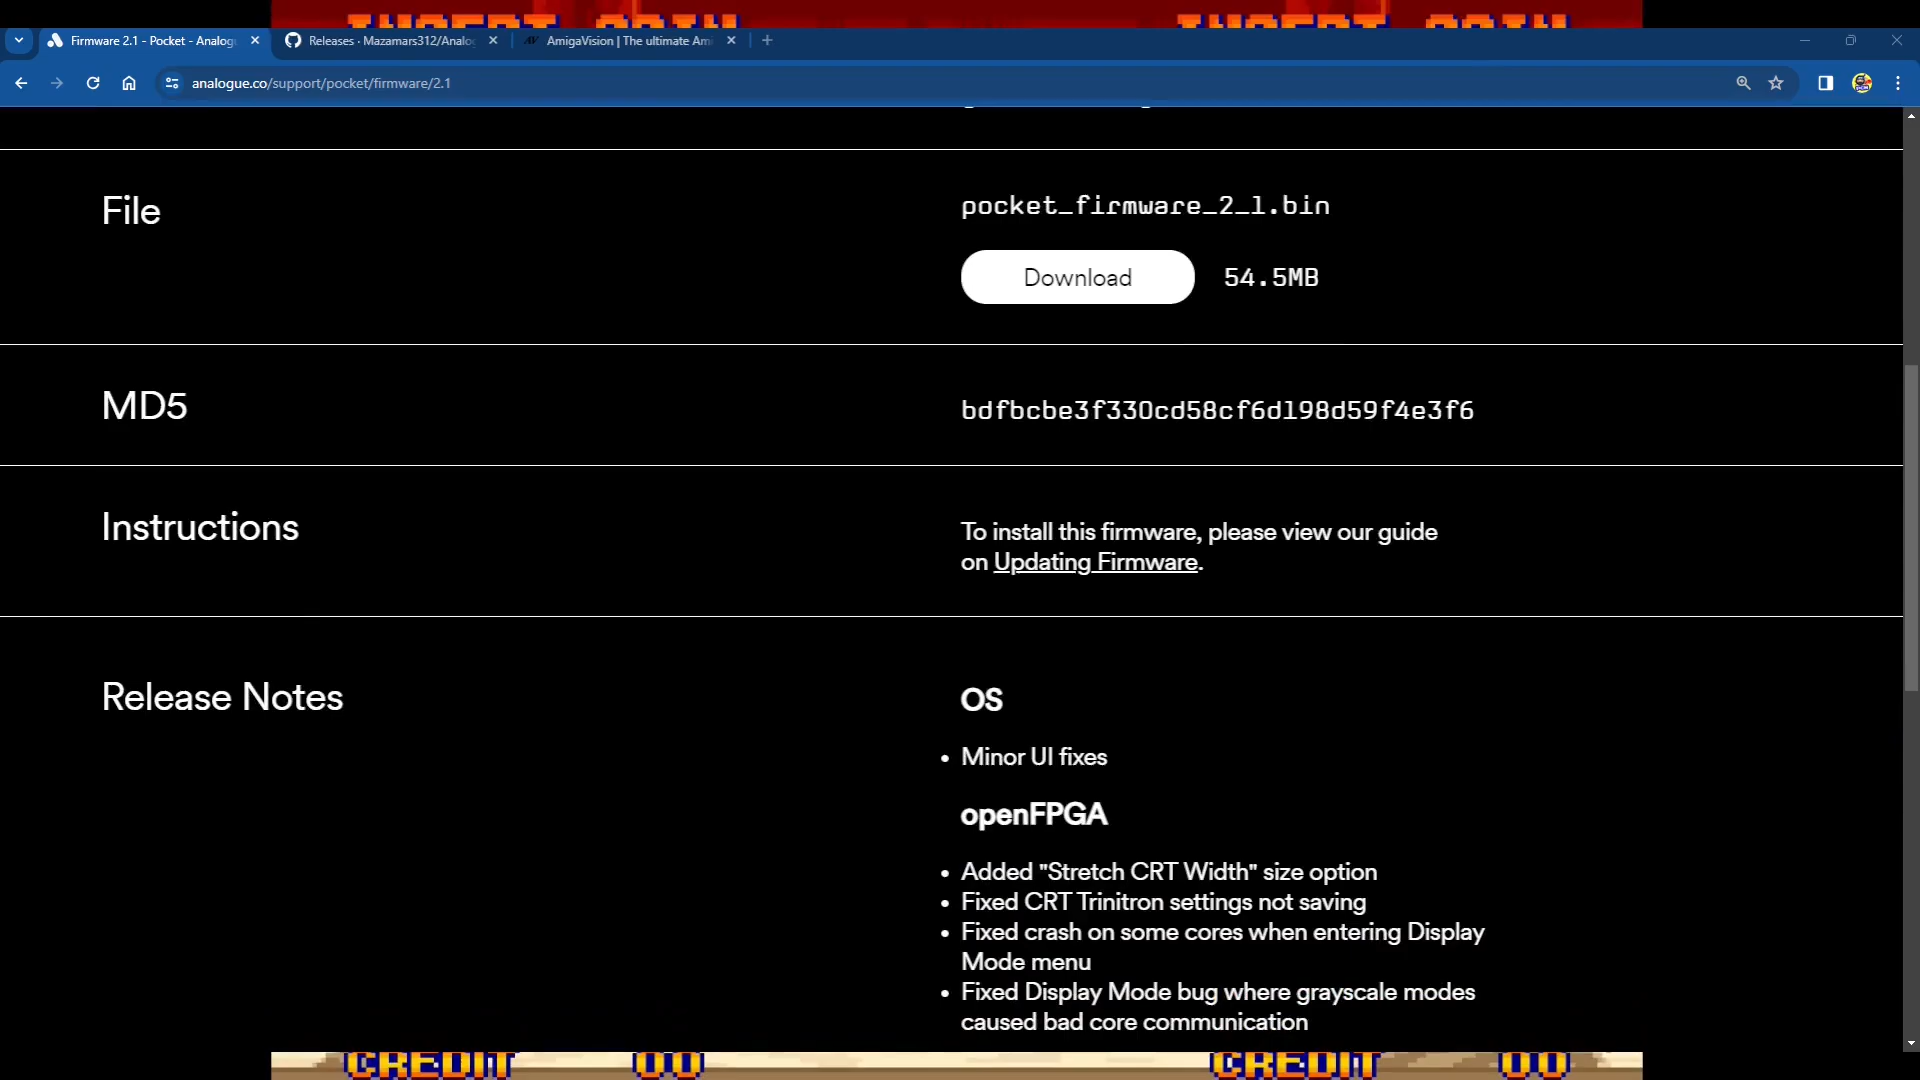 INSERT COIN INSERT COIN
Firmware 2.1 - Pocket - Analog
Releases · Mazamars312/Analo
AmigaVision | The ultimate Am
analogue.co/support/pocket/firmware/2.1
File
pocket_firmware_2_1.bin
Download
54.5MB
MD5
bdfbcbe3f330cd58cf6d198d59f4e3f6
Instructions
To install this firmware, please view our guide
on Updating Firmware.
Release Notes
OS
• Minor UI fixes
openFPGA
• Added "Stretch CRT Width" size option
• Fixed CRT Trinitron settings not saving
• Fixed crash on some cores when entering Display
Mode menu
• Fixed Display Mode bug where grayscale modes
caused bad core communication
CREDIT 00 CREDIT 00